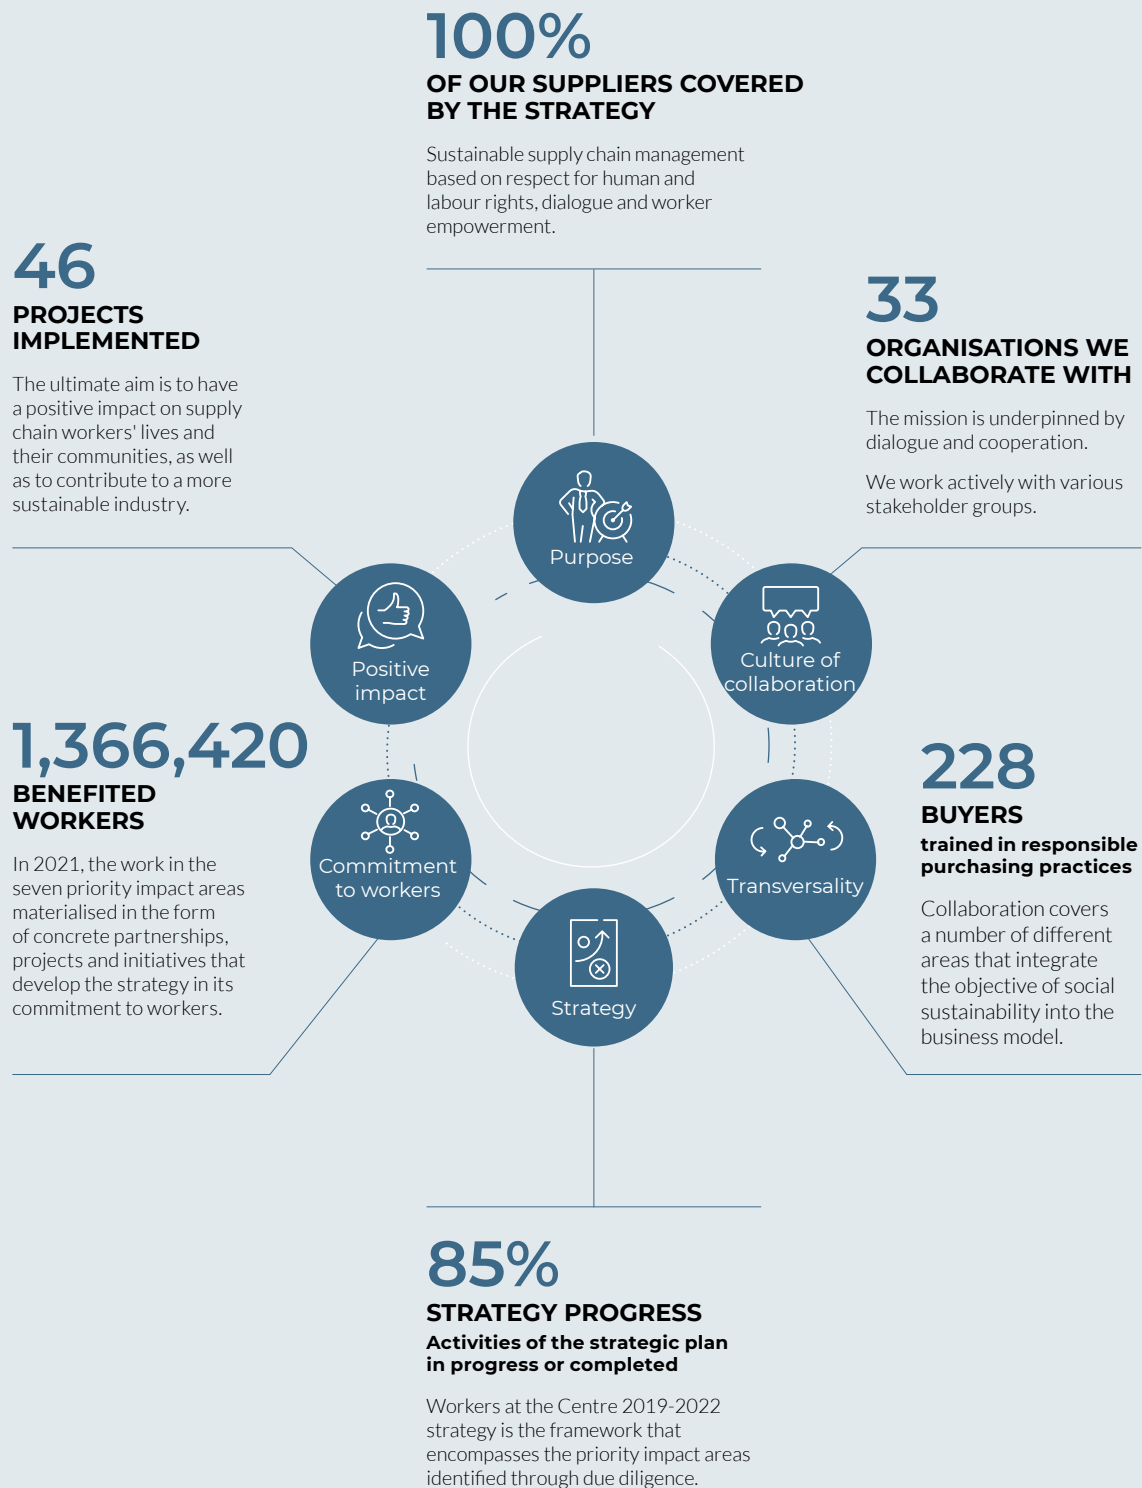 100%
OF OUR SUPPLIERS COVERED
BY THE STRATEGY
Sustainable supply chain management
based on respect for human and
labour rights, dialogue and worker
empowerment.
46
PROJECTS
IMPLEMENTED
The ultimate aim is to have
a positive impact on supply
chain workers' lives and
their communities, as well
as to contribute to a more
sustainable industry.
33
ORGANISATIONS WE
COLLABORATE WITH
The mission is underpinned by
dialogue and cooperation.
We work actively with various
stakeholder groups.
Purpose
Positive
impact
Culture of
collaboration
1,366,420
BENEFITED
WORKERS
In 2021, the work in the
seven priority impact areas
materialised in the form
of concrete partnerships,
projects and initiatives that
develop the strategy in its
commitment to workers.
Commitment
to workers
Transversality
Strategy
228
BUYERS
trained in responsible
purchasing practices
Collaboration covers
a number of different
areas that integrate
the objective of social
sustainability into the
business model.
85%
STRATEGY PROGRESS
Activities of the strategic plan
in progress or completed
Workers at the Centre 2019-2022
strategy is the framework that
encompasses the priority impact areas
identified through due diligence.